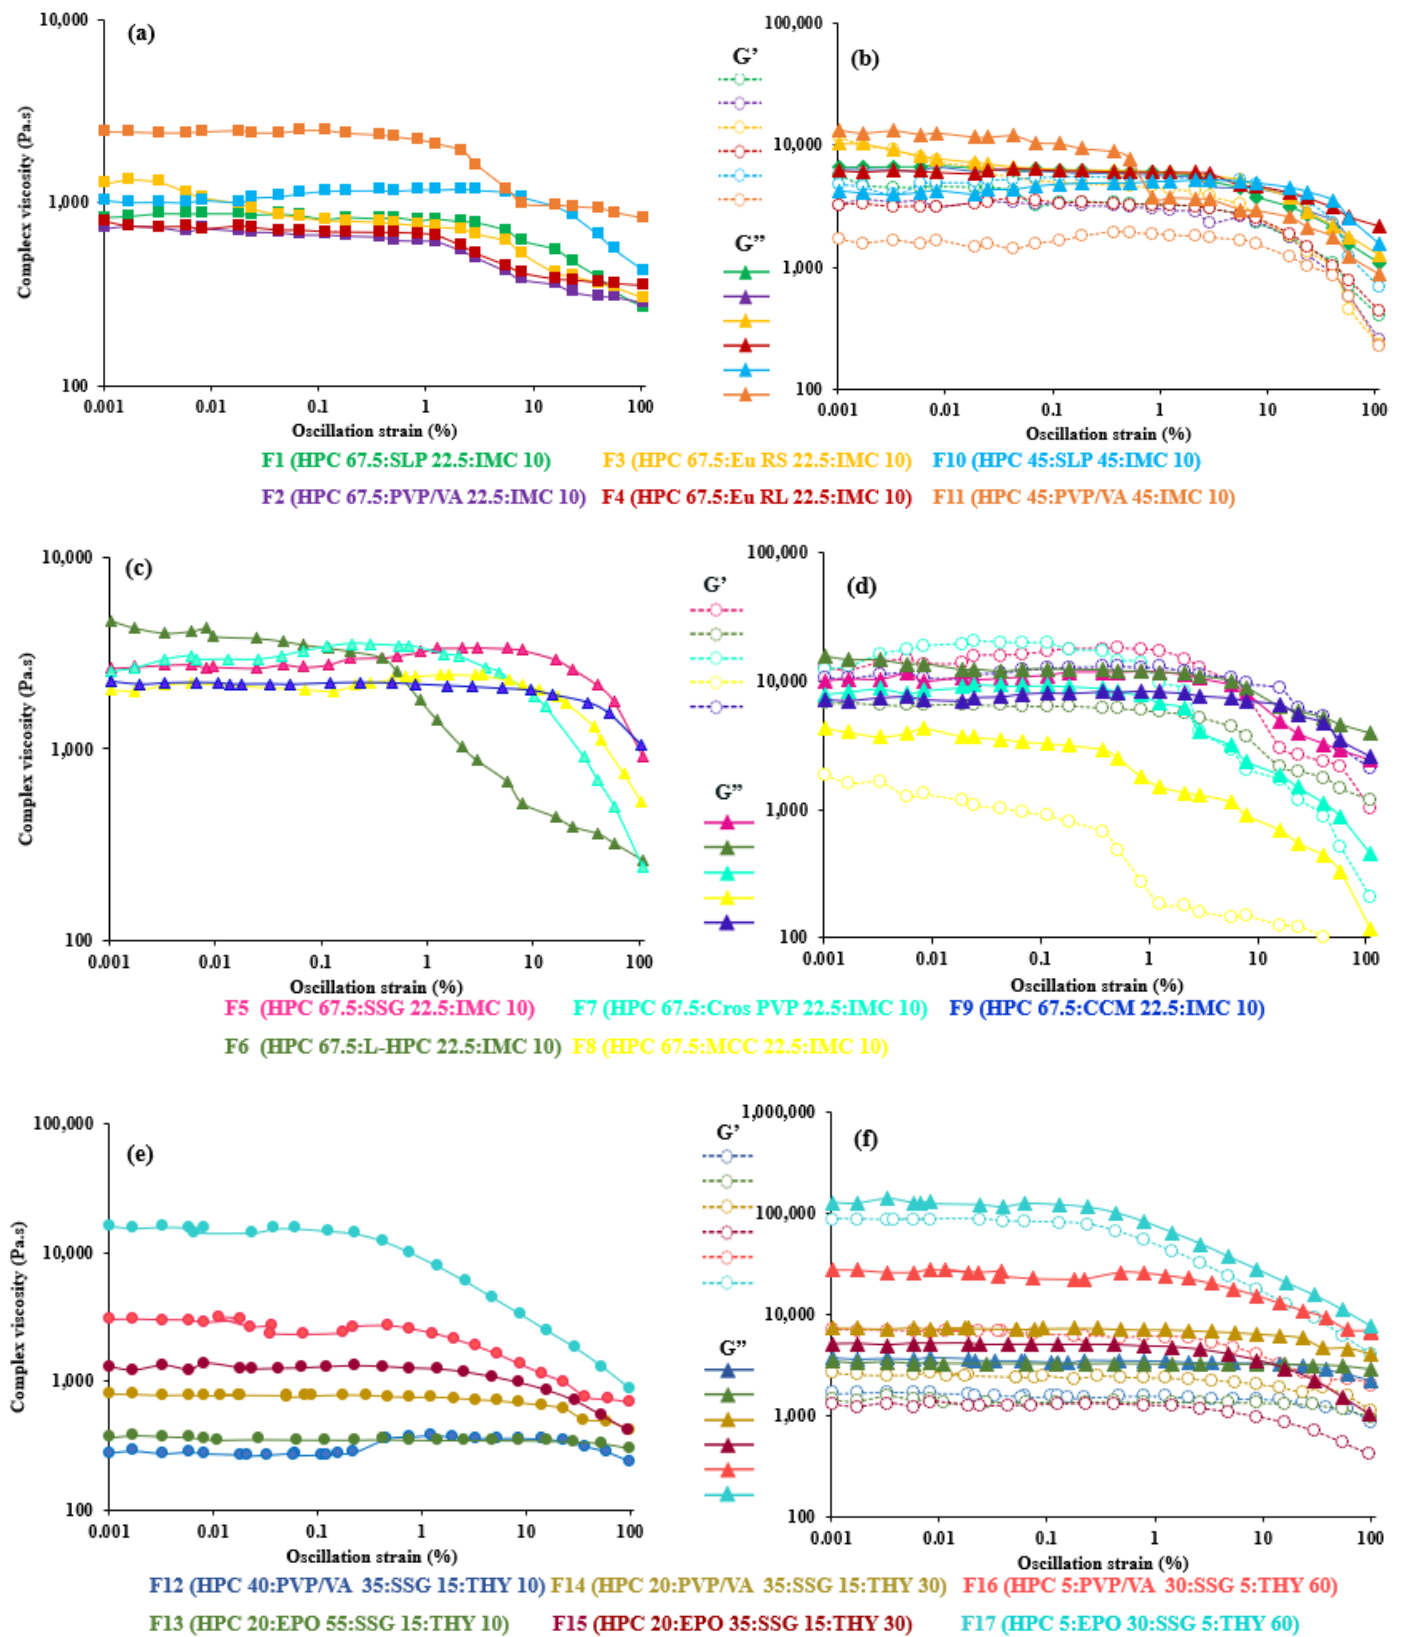 (a)
10,000
1,000
100
Complecx viscosity (Pa.s)
0.001 0.01 0.1 1 10 100
Oscillation strain (%)
G’
G”
(b)
100,000
10,000
1,000
100
0.001 0.01 0.1 1 10 100
Oscillation strain (%)
F1 (HPC 67.5:SLP 22.5:IMC 10) F3 (HPC 67.5:Eu RS 22.5:IMC 10) F10 (HPC 45:SLP 45:IMC 10)
F2 (HPC 67.5:PVP/VA 22.5:IMC 10) F4 (HPC 67.5:Eu RL 22.5:IMC 10) F11 (HPC 45:PVP/VA 45:IMC 10)
(c)
10,000
1,000
100
Complex viscosity (Pa.s)
0.001 0.01 0.1 1 10 100
Oscillation strain (%)
G’
G”
(d)
100,000
10,000
1,000
100
0.001 0.01 0.1 1 10 100
Oscillation strain (%)
F5 (HPC 67.5:SSG 22.5:IMC 10) F7 (HPC 67.5:Cros PVP 22.5:IMC 10) F9 (HPC 67.5:CCM 22.5:IMC 10)
F6 (HPC 67.5:L-HPC 22.5:IMC 10) F8 (HPC 67.5:MCC 22.5:IMC 10)
(e)
100,000
10,000
1,000
100
Complex viscosity (Pa.s)
0.001 0.01 0.1 1 10 100
Oscillation strain (%)
G’
G”
(f)
1,000,000
100,000
10,000
1,000
100
0.001 0.01 0.1 1 10 100
Oscillation strain (%)
F12 (HPC 40:PVP/VA 35:SSG 15:THY 10) F14 (HPC 20:PVP/VA 35:SSG 15:THY 30) F16 (HPC 5:PVP/VA 30:SSG 5:THY 60)
F13 (HPC 20:EPO 55:SSG 15:THY 10) F15 (HPC 20:EPO 35:SSG 15:THY 30) F17 (HPC 5:EPO 30:SSG 5:THY 60)